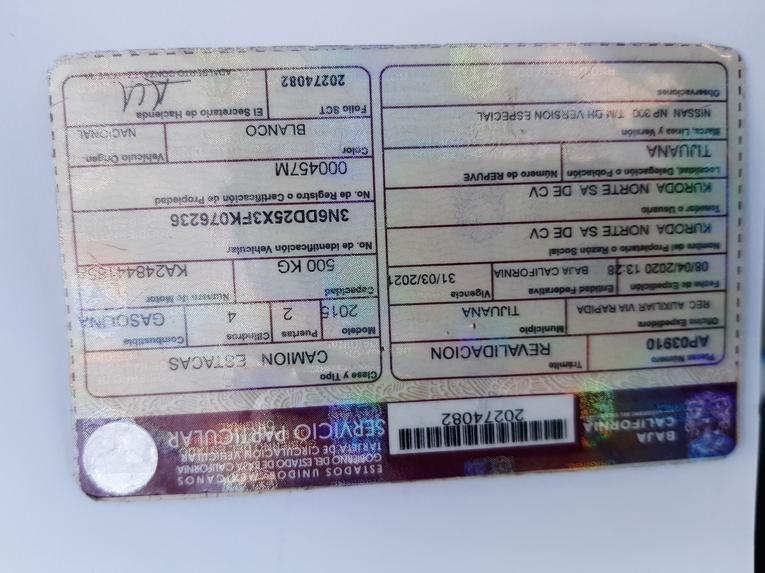 BAJA
CALIFORNIA
20274082
ESTADOS UNIDOS MEXICANOS
GOBIERNO DEL ESTADO DE BAJA CALIFORNIA
TARJETA DE CIRCULACION VEHICULAR
SERVICIO PARTICULAR
Placas Número
AP03910
Trámite
REVALIDACION
Oficina Expedidora
REC AUXILIAR VIA RAPIDA
Municipio
TIJUANA
Fecha de Expedición
08/04/2020 13:28
Entidad Federativa
BAJA CALIFORNIA
Vigencia
31/03/2021
Nombre del Propietario o Razón Social
KURODA NORTE SA DE CV
Tenedor o Usuario
KURODA NORTE SA DE CV
Localidad, Delegación o Población
TIJUANA
Número de REPUVE
Marca, Línea y Versión
NISSAN NP 300 T/M DH VERSION ESPECIAL
Observaciones
Clase y Tipo
CAMION ESTACAS
Modelo
2015
Puertas
2
Cilindros
4
Combustible
GASOLINA
Capacidad
500 KG
Número de Motor
No. de Identificación Vehicular
3N6DD25X3FK076236
No. de Registro o Certificación de Propiedad
000457M
Color
BLANCO
Vehículo Origen
NACIONAL
Folio SCT
20274082
El Secretario de Hacienda